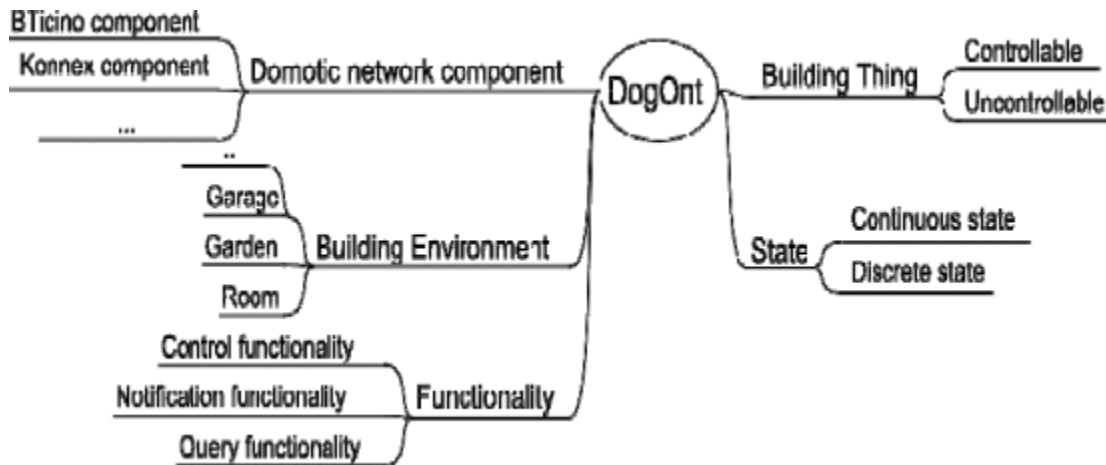 BTicino component
Konnex component
...
Domotic network component
..
Garage
Garden
Room
Building Environment
Control functionality
Notification functionality
Query functionality
Functionality
DogOnt
Building Thing
Controllable
Uncontrollable
State
Continuous state
Discrete state